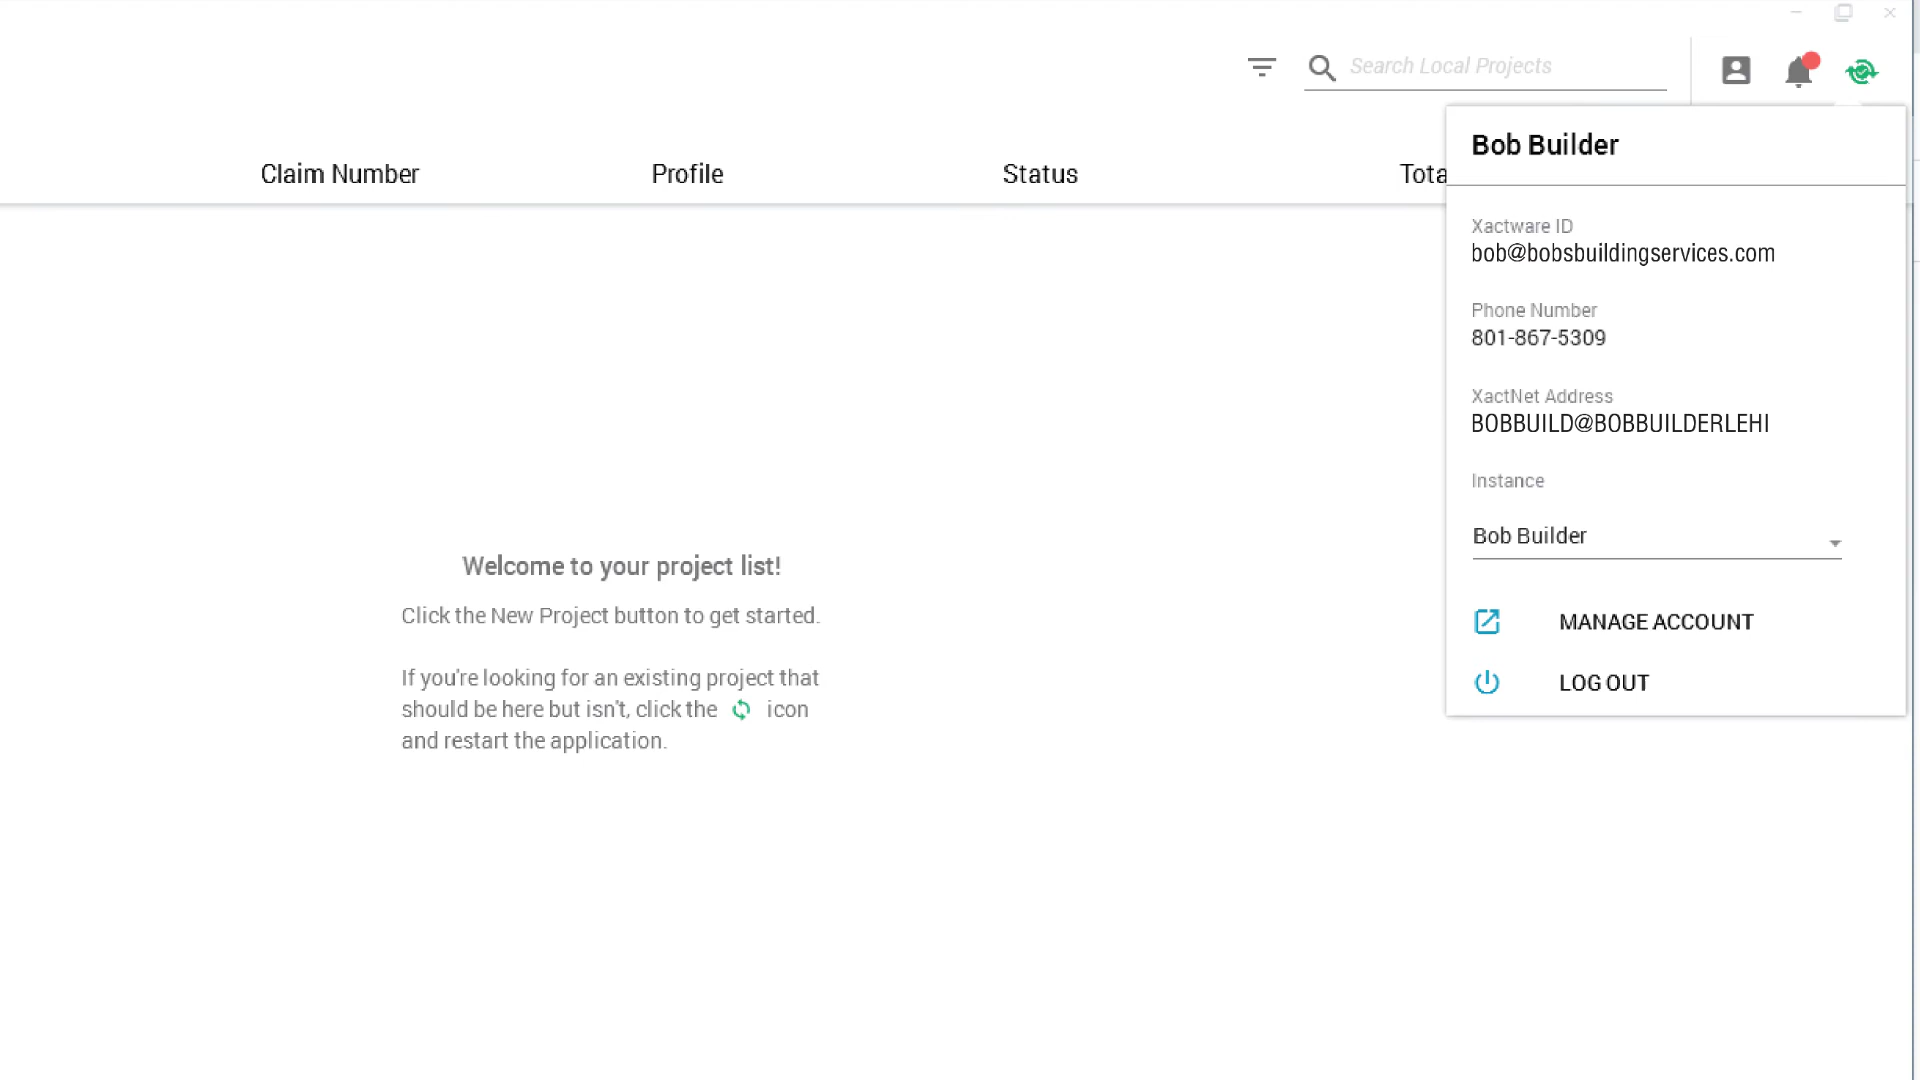 Search Local Projects
Claim Number Profile Status Tota
Bob Builder
Xactware ID
bob@bobsbuildingservices.com
Phone Number
801-867-5309
XactNet Address
BOBBUILD@BOBBUILDERLEHI
Instance
Bob Builder
MANAGE ACCOUNT
LOG OUT
Welcome to your project list!
Click the New Project button to get started.
If you're looking for an existing project that
should be here but isn't, click the icon
and restart the application.